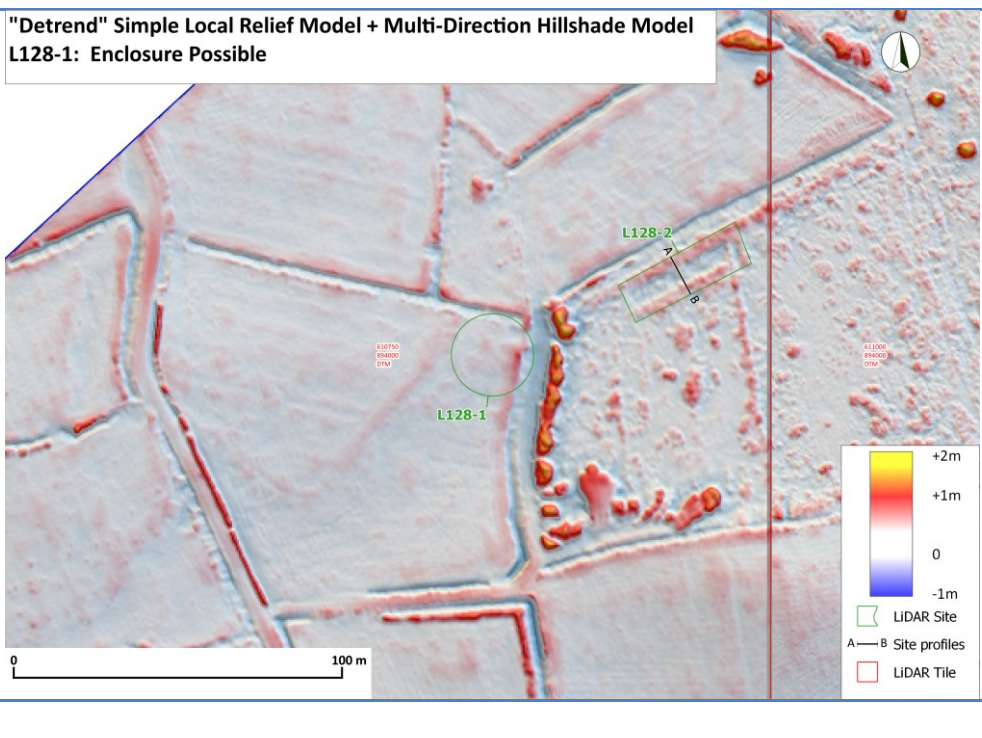 "Detrend" Simple Local Relief Model + Multi-Direction Hillshade Model
L128-1: Enclosure Possible
L128-2
A
B
610750
894000
DTM
611000
894000
DTM
L128-1
+2m
+1m
0
-1m
LiDAR Site
A B Site profiles
LiDAR Tile
0 100 m